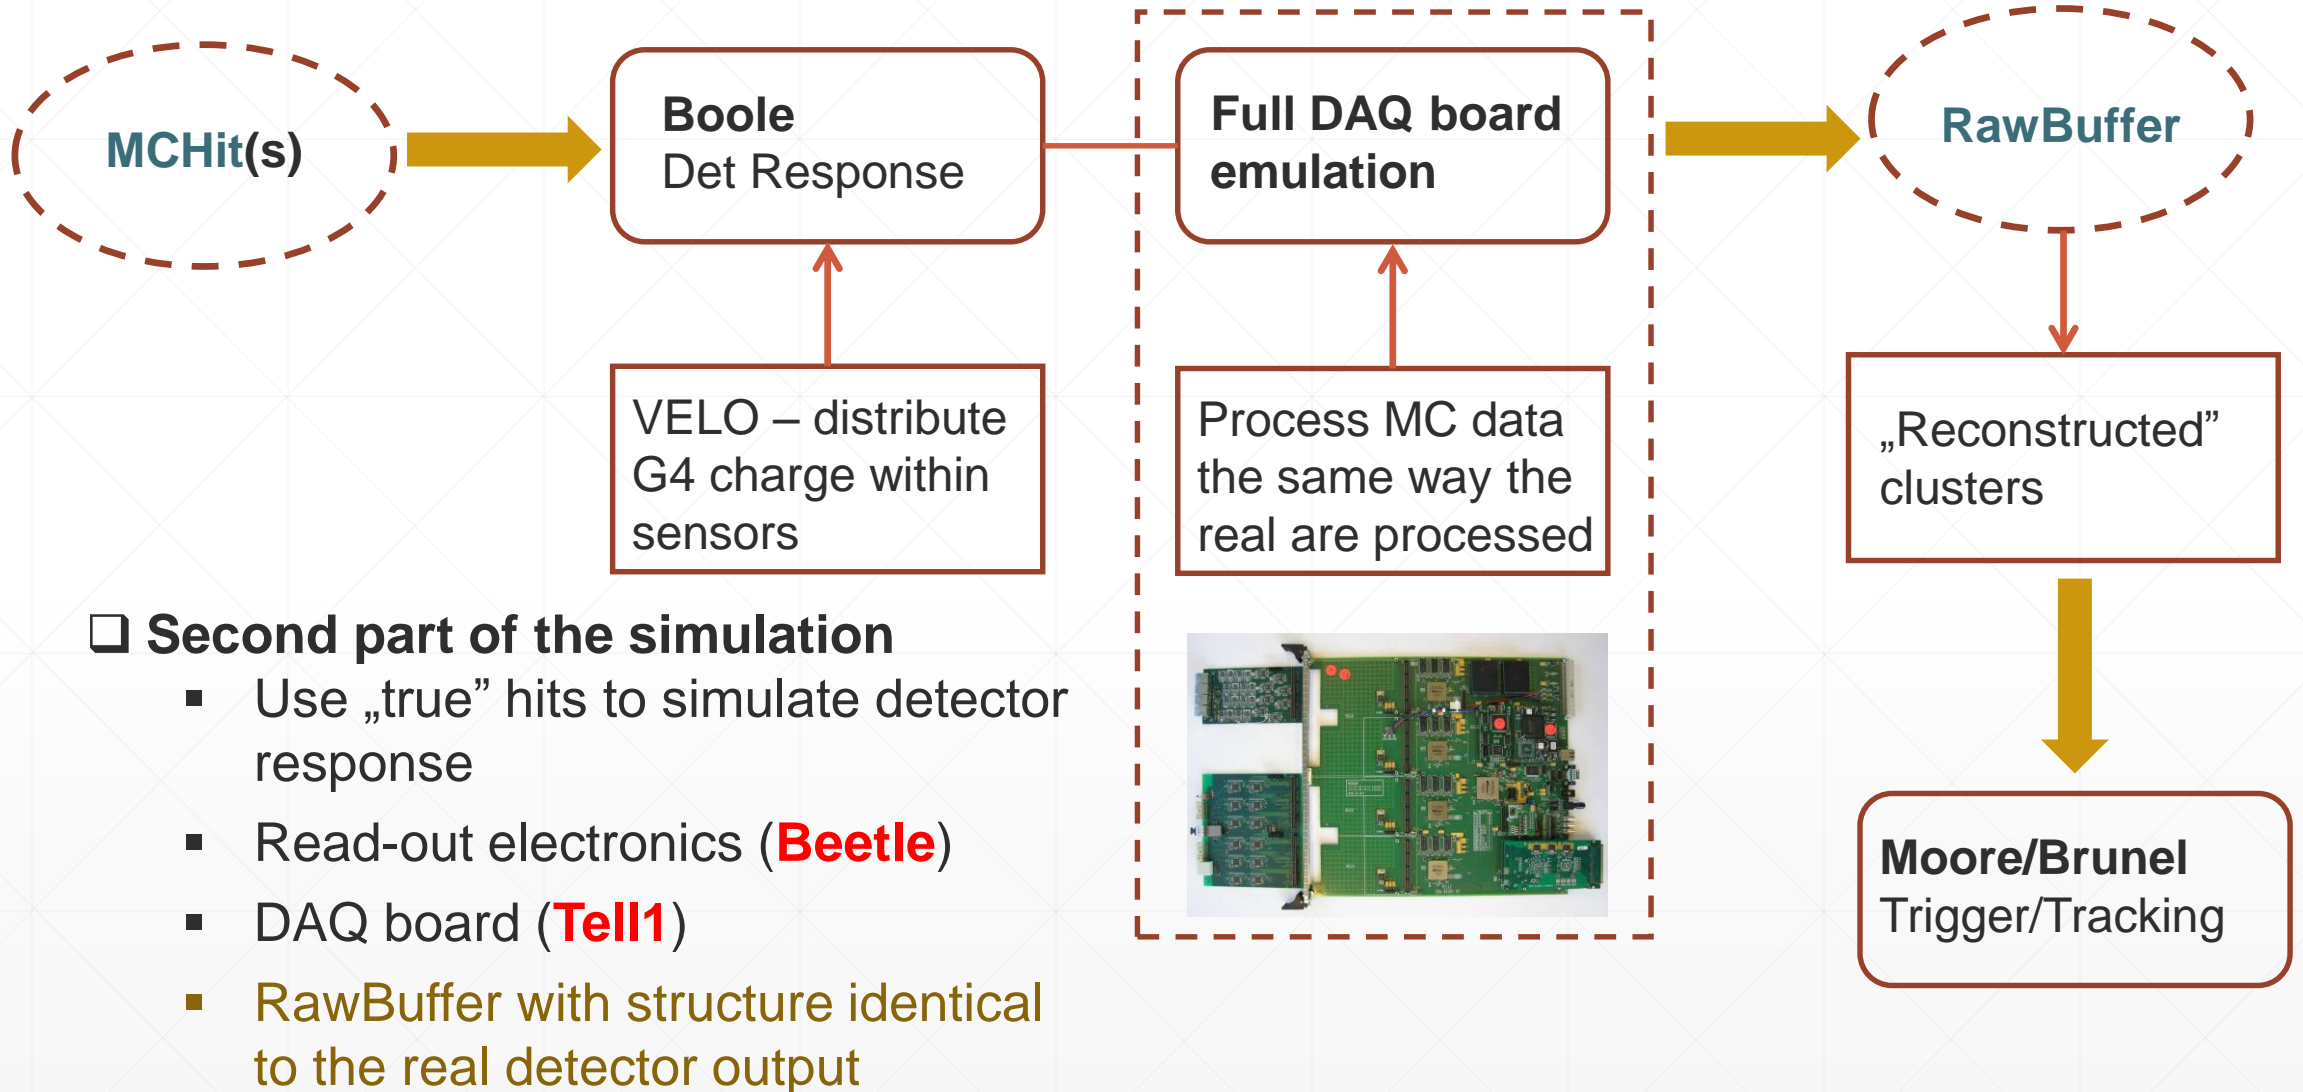 MCHit(s)
Boole
Det Response
Full DAQ board
emulation
RawBuffer
VELO – distribute
G4 charge within
sensors
Process MC data
the same way the
real are processed
„Reconstructed”
clusters
Moore/Brunel
Trigger/Tracking
❑ Second part of the simulation
▪ Use „true” hits to simulate detector
response
▪ Read-out electronics (Beetle)
▪ DAQ board (Tell1)
▪ RawBuffer with structure identical
to the real detector output